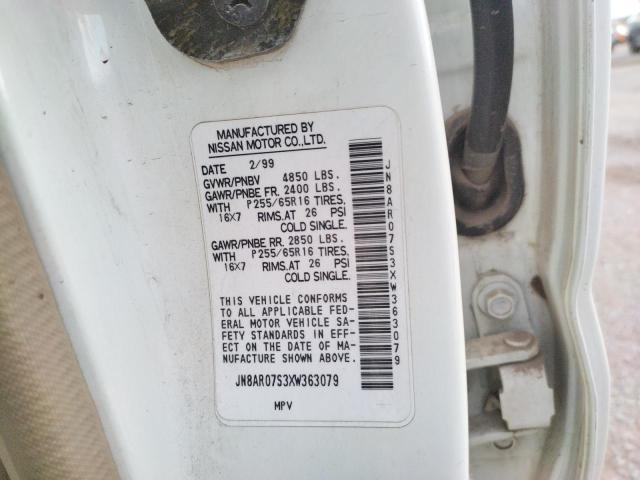 MANUFACTURED BY
NISSAN MOTOR CO.,LTD.
DATE 2/99
GVWR/PNBV 4850 LBS.
GAWR/PNBE FR. 2400 LBS.
WITH P255/65R16 TIRES,
16X7 RIMS,AT 26 PSI
COLD SINGLE.
GAWR/PNBE RR. 2850 LBS.
WITH P255/65R16 TIRES,
16X7 RIMS,AT 26 PSI
COLD SINGLE.
THIS VEHICLE CONFORMS
TO ALL APPLICABLE FED-
ERAL MOTOR VEHICLE SA-
FETY STANDARDS IN EFF-
ECT ON THE DATE OF MA-
NUFACTURE SHOWN ABOVE.
JN8AR07S3XW363079
MPV
JN8AR07S3XW363079